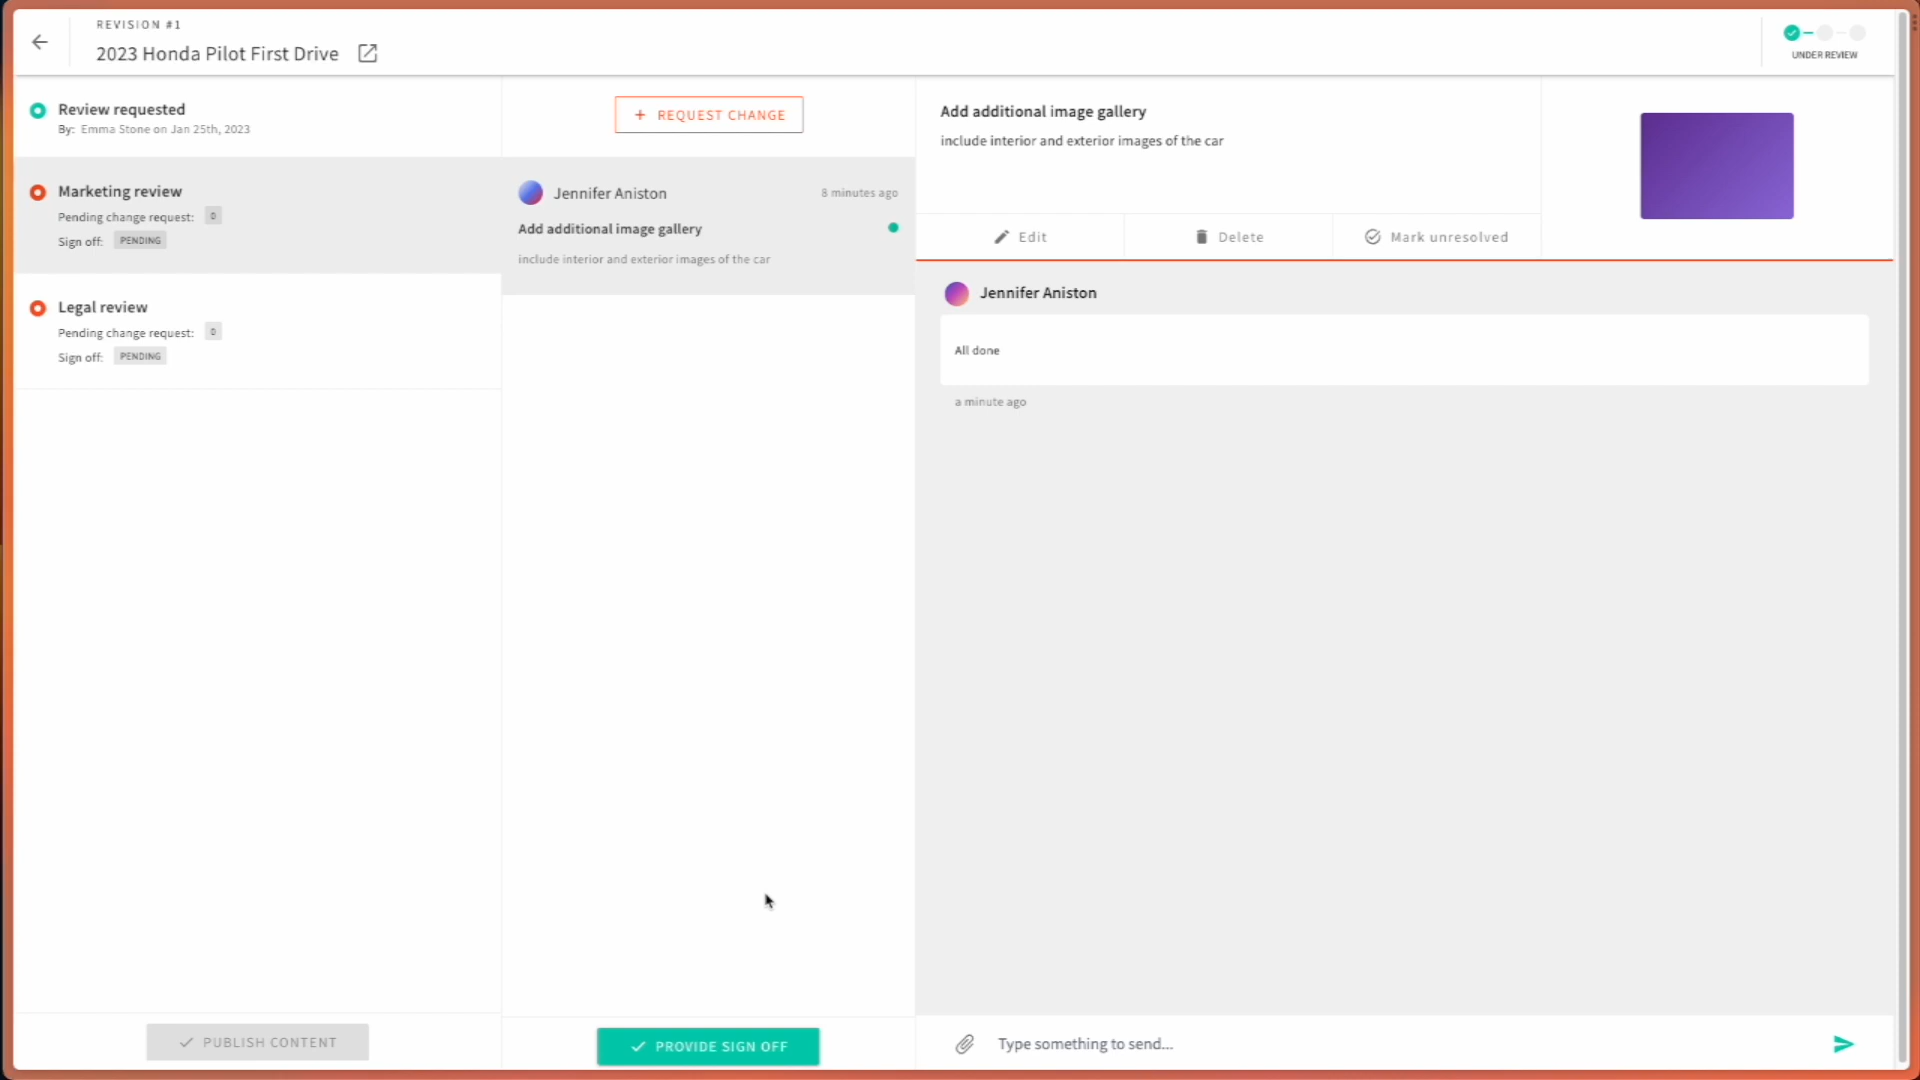 REVISION #1
2023 Honda Pilot First Drive
UNDER REVIEW
Review requested
By: Emma Stone on Jan 25th, 2023
Marketing review
Pending change request: 0
Sign off: PENDING
Legal review
Pending change request: 0
Sign off: PENDING
PUBLISH CONTENT
+ REQUEST CHANGE
Jennifer Aniston
8 minutes ago
Add additional image gallery
include interior and exterior images of the car
PROVIDE SIGN OFF
Add additional image gallery
include interior and exterior images of the car
Edit
Delete
Mark unresolved
Jennifer Aniston
All done
a minute ago
Type something to send...